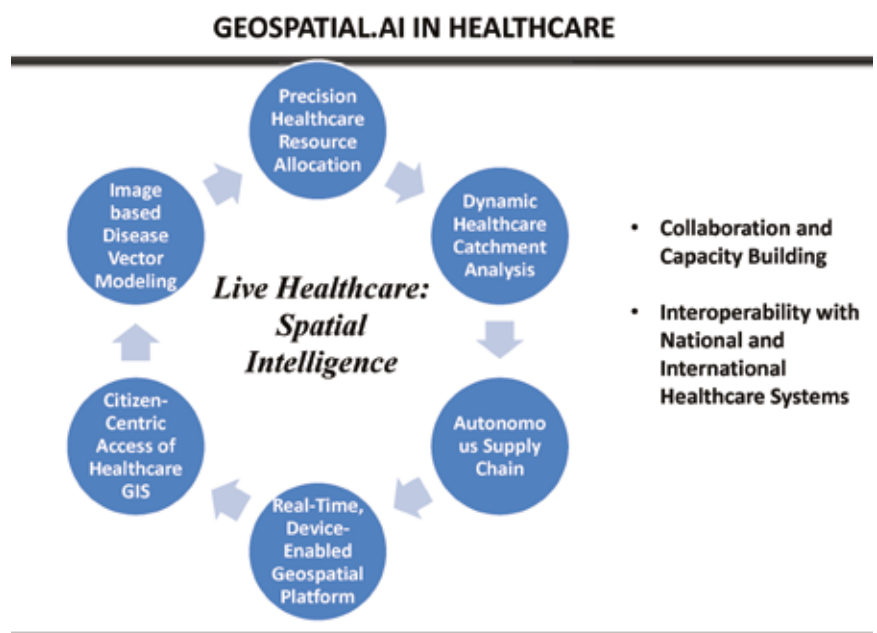 GEOSPATIAL.AI IN HEALTHCARE
Precision
Healthcare
Resource
Allocation
Dynamic
Healthcare
Catchment
Analysis
Autonomo
us Supply
Chain
Real-Time,
Device-
Enabled
Geospatial
Platform
Citizen-
Centric
Access of
Healthcare
GIS
Image
based
Disease
Vector
Modeling
Live Healthcare:
Spatial
Intelligence
• Collaboration and
Capacity Building
• Interoperability with
National and
International
Healthcare Systems